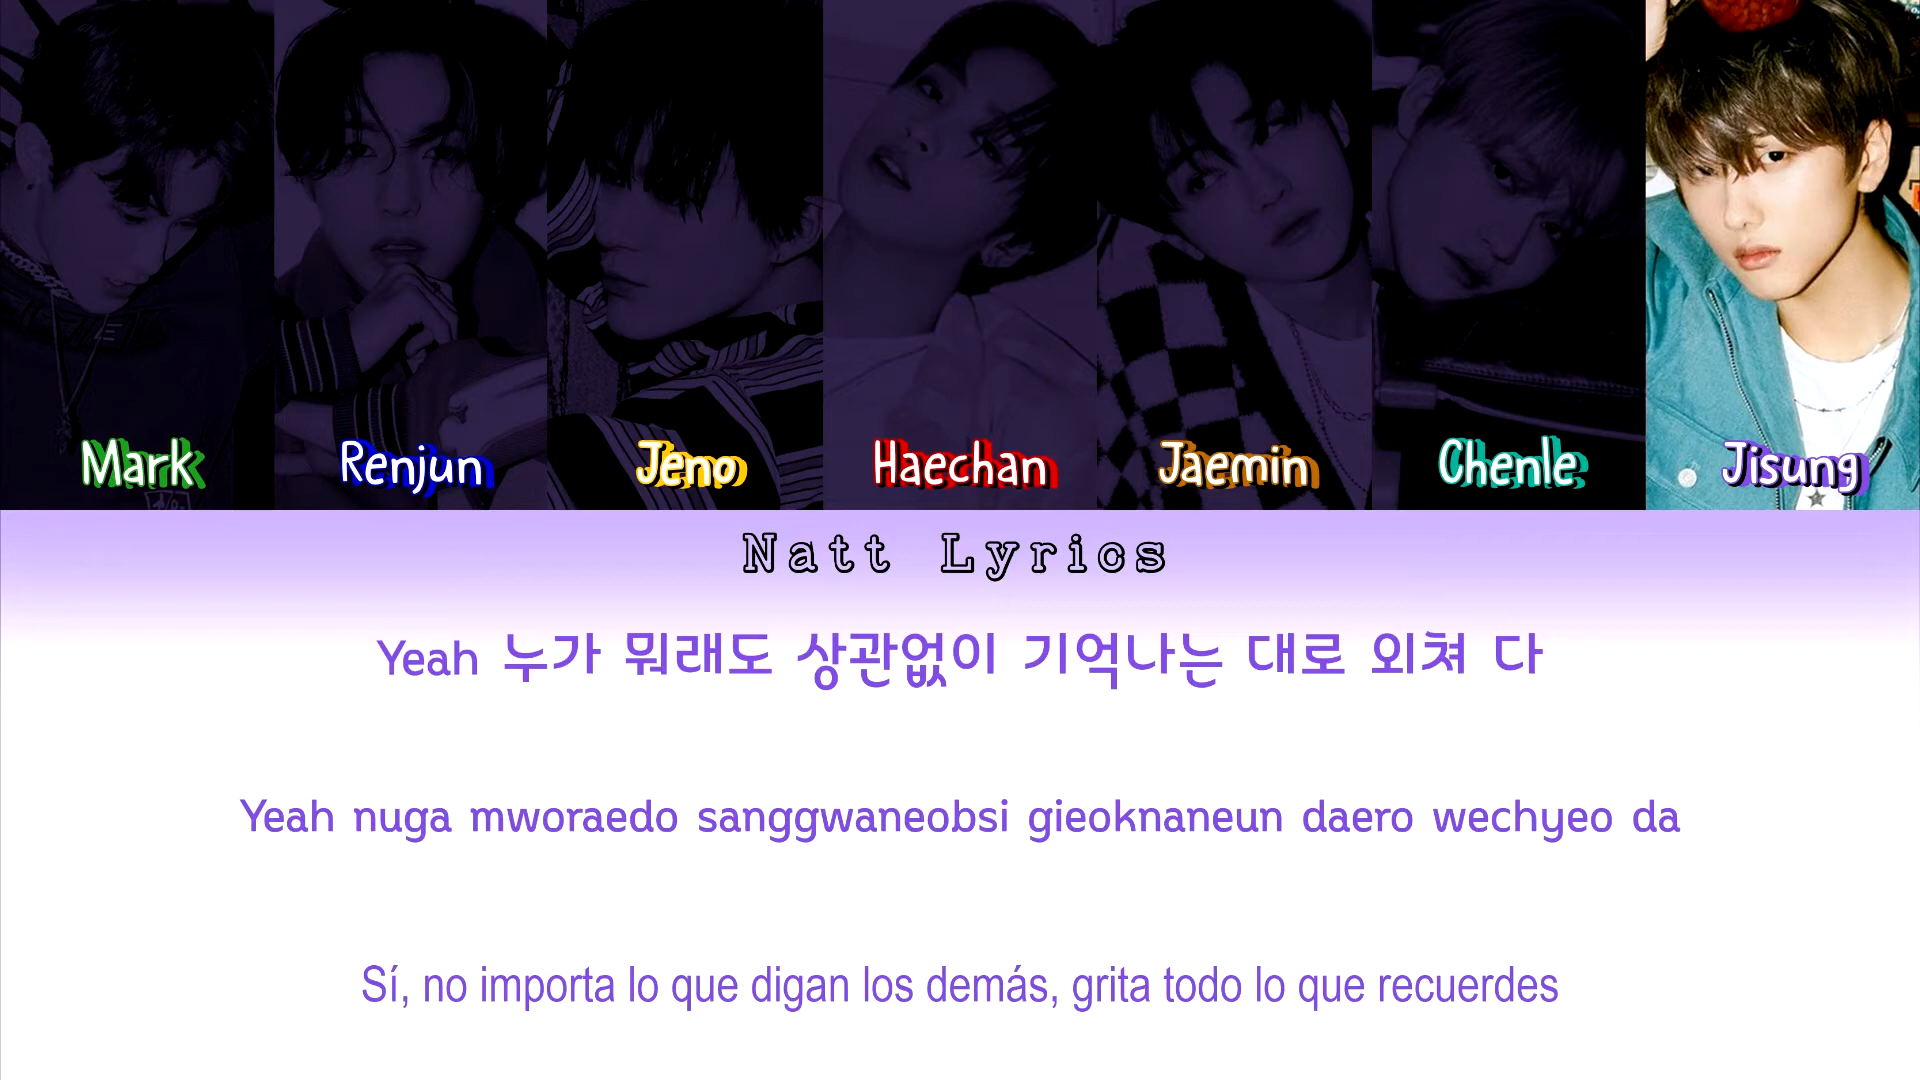 Mark Renjun Jeno Haechan Jaemin Chenle Jisung
Natt Lyrics
Yeah 누가 뭐래도 상관없이 기억나는 대로 외쳐 다
Yeah nuga mworaedo sanggwaneobsi gieoknaneun daero wechyeo da
Sí, no importa lo que digan los demás, grita todo lo que recuerdes